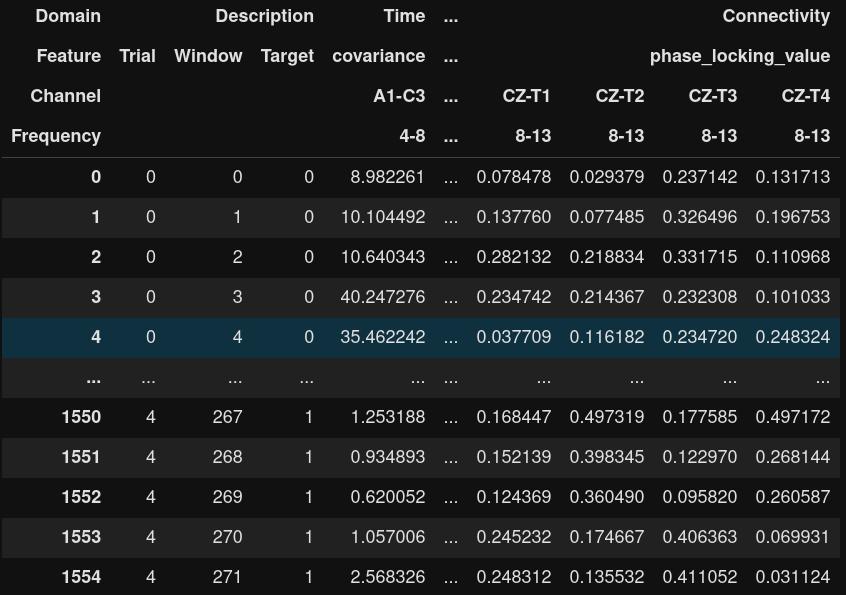 Domain Description Time ... Connectivity
Feature Trial Window Target covariance ... phase_locking_value
Channel A1-C3 ... CZ-T1 CZ-T2 CZ-T3 CZ-T4
Frequency 4-8 ... 8-13 8-13 8-13 8-13
0 0 0 0 8.982261 ... 0.078478 0.029379 0.237142 0.131713
1 0 1 0 10.104492 ... 0.137760 0.077485 0.326496 0.196753
2 0 2 0 10.640343 ... 0.282132 0.218834 0.331715 0.110968
3 0 3 0 40.247276 ... 0.234742 0.214367 0.232308 0.101033
4 0 4 0 35.462242 ... 0.037709 0.116182 0.234720 0.248324
... ... ... ... ... ... ... ... ... ...
1550 4 267 1 1.253188 ... 0.168447 0.497319 0.177585 0.497172
1551 4 268 1 0.934893 ... 0.152139 0.398345 0.122970 0.268144
1552 4 269 1 0.620052 ... 0.124369 0.360490 0.095820 0.260587
1553 4 270 1 1.057006 ... 0.245232 0.174667 0.406363 0.069931
1554 4 271 1 2.568326 ... 0.248312 0.135532 0.411052 0.031124